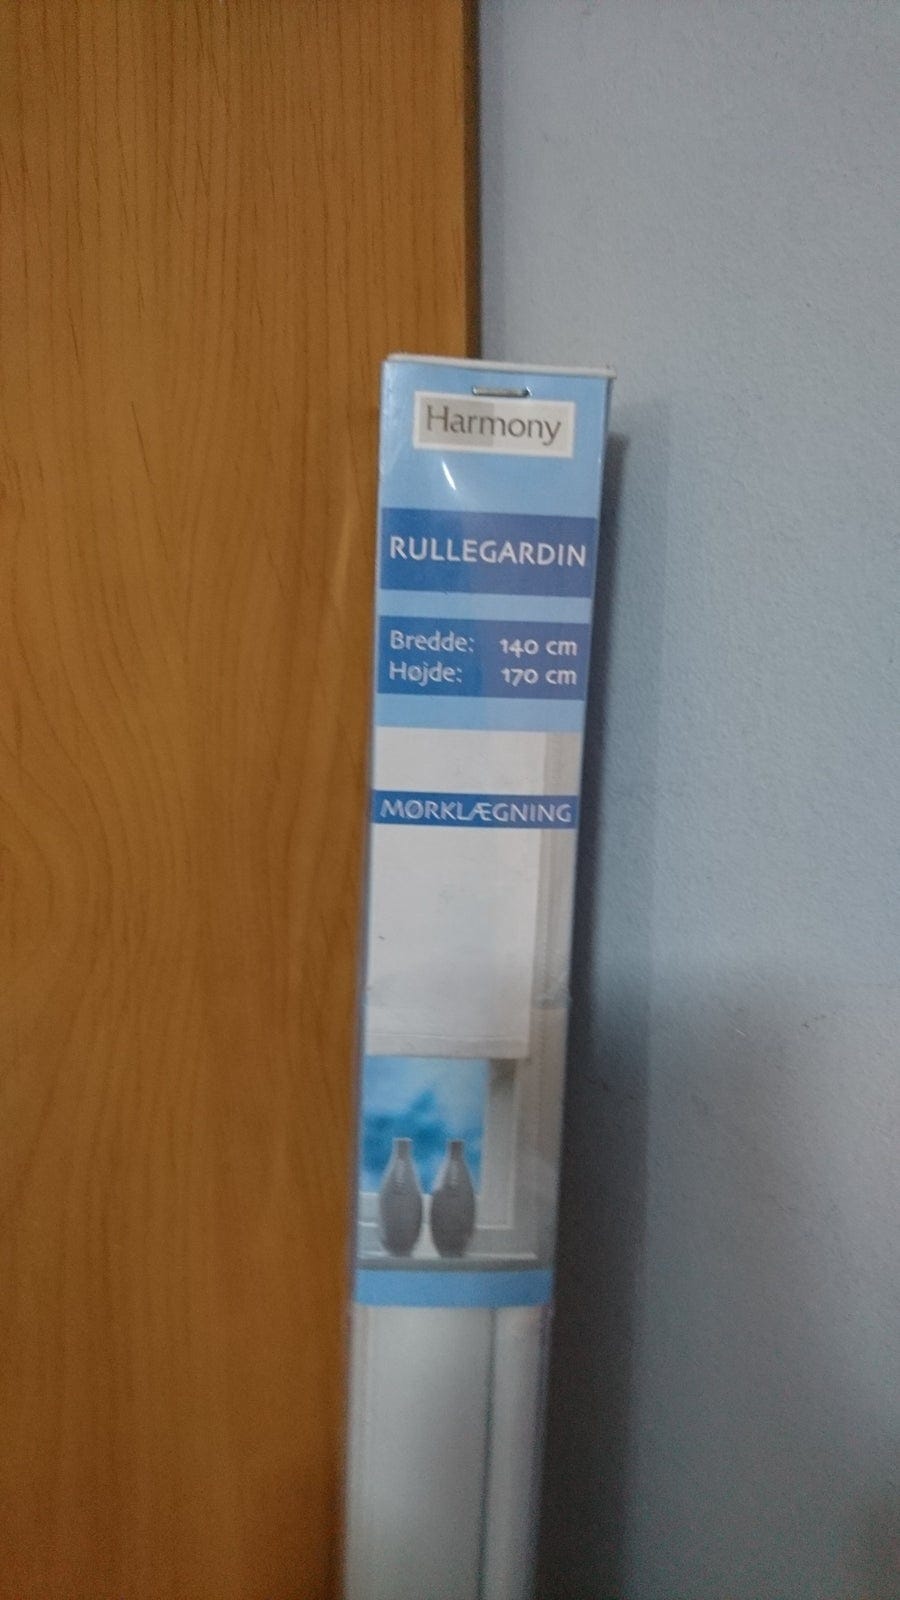 Harmony
RULLEGARDIN
Bredde: 140 cm
Højde: 170 cm
MØRKLÆGNING